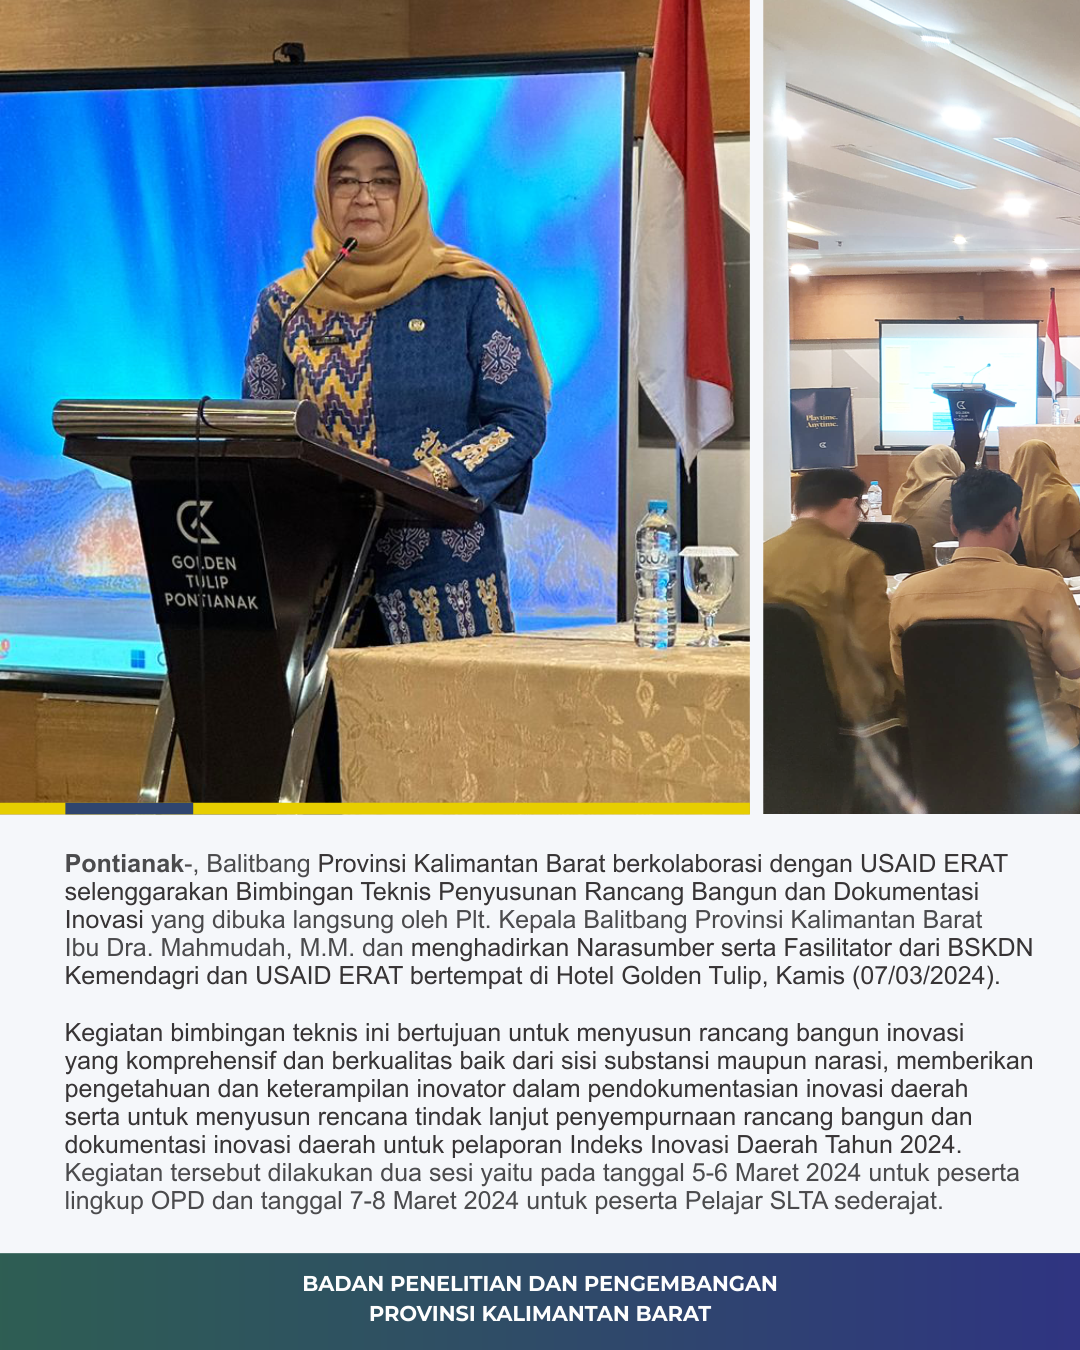 GOLDEN
TULIP
PONTIANAK
Playtime.
Anytime.
GOLDEN
TULIP
PONTIANAK
Pontianak-, Balitbang Provinsi Kalimantan Barat berkolaborasi dengan USAID ERAT
selenggarakan Bimbingan Teknis Penyusunan Rancang Bangun dan Dokumentasi
Inovasi yang dibuka langsung oleh Plt. Kepala Balitbang Provinsi Kalimantan Barat
Ibu Dra. Mahmudah, M.M. dan menghadirkan Narasumber serta Fasilitator dari BSKDN
Kemendagri dan USAID ERAT bertempat di Hotel Golden Tulip, Kamis (07/03/2024).
Kegiatan bimbingan teknis ini bertujuan untuk menyusun rancang bangun inovasi
yang komprehensif dan berkualitas baik dari sisi substansi maupun narasi, memberikan
pengetahuan dan keterampilan inovator dalam pendokumentasian inovasi daerah
serta untuk menyusun rencana tindak lanjut penyempurnaan rancang bangun dan
dokumentasi inovasi daerah untuk pelaporan Indeks Inovasi Daerah Tahun 2024.
Kegiatan tersebut dilakukan dua sesi yaitu pada tanggal 5-6 Maret 2024 untuk peserta
lingkup OPD dan tanggal 7-8 Maret 2024 untuk peserta Pelajar SLTA sederajat.
BADAN PENELITIAN DAN PENGEMBANGAN
PROVINSI KALIMANTAN BARAT